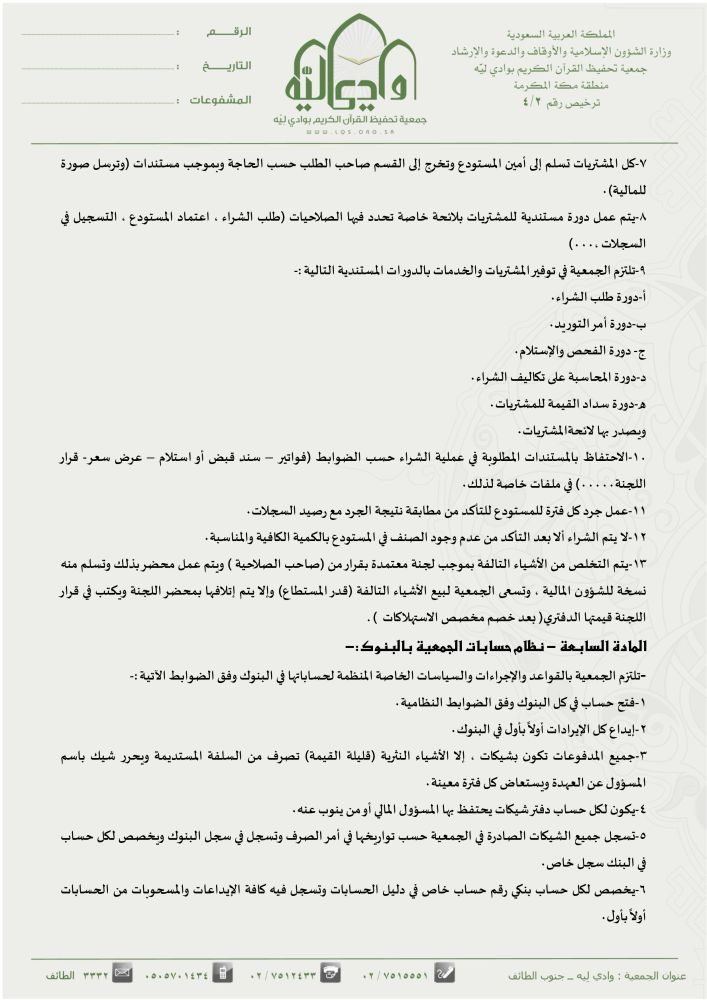 المملكة العربية السعودية
وزارة الشؤون الإسلامية والأوقاف والدعوة والإرشاد
جمعية تحفيظ القرآن الكريم بوادي ليّه
منطقة مكة المكرمة
ترخيص رقم ٤/٢
وادي ليّه
جمعية تحفيظ القرآن الكريم بوادي ليّه
WWW.LQS.ORG.SA
الرقـــــم :
التاريـــخ :
المشفوعات :
٧-كل المشتريات تسلم إلى أمين المستودع وتخرج إلى القسم صاحب الطلب حسب الحاجة وبموجب مستندات (وترسل صورة
للمالية).
٨-يتم عمل دورة مستندية للمشتريات بلائحة خاصة تحدد فيها الصلاحيات (طلب الشراء ، اعتماد المستودع ، التسجيل في
السجلات ،٠٠٠)
٩-تلتزم الجمعية في توفير المشتريات والخدمات بالدورات المستندية التالية :-
أ-دورة طلب الشراء.
ب-دورة أمر التوريد.
ج- دورة الفحص والإستلام.
د-دورة المحاسبة على تكاليف الشراء.
هـ-دورة سداد القيمة للمشتريات.
ويصدر بها لائحةالمشتريات.
١٠-الاحتفاظ بالمستندات المطلوبة في عملية الشراء حسب الضوابط (فواتير – سند قبض أو استلام – عرض سعر- قرار
اللجنة٠٠٠٠٠) في ملفات خاصة لذلك.
١١-عمل جرد كل فترة للمستودع للتأكد من مطابقة نتيجة الجرد مع رصيد السجلات.
١٢-لا يتم الشراء ألا بعد التأكد من عدم وجود الصنف في المستودع بالكمية الكافية والمناسبة.
١٣-يتم التخلص من الأشياء التالفة بموجب لجنة معتمدة بقرار من (صاحب الصلاحية ) ويتم عمل محضر بذلك وتسلم منه
نسخة للشؤون المالية ، وتسعى الجمعية لبيع الأشياء التالفة (قدر المستطاع) وإلا يتم إتلافها بمحضر اللجنة ويكتب في قرار
اللجنة قيمتها الدفتري( بعد خصم مخصص الاستهلاكات ) .
المادة السابعة – نظام حسابات الجمعية بالبنوك :–
-تلتزم الجمعية بالقواعد والإجراءات والسياسات الخاصة المنظمة لحساباتها في البنوك وفق الضوابط الآتية :-
١-فتح حساب في كل البنوك وفق الضوابط النظامية.
٢-إيداع كل الإيرادات أولاً بأول في البنوك.
٣-جميع المدفوعات تكون بشيكات ، إلا الأشياء النثرية (قليلة القيمة) تصرف من السلفة المستديمة ويحرر شيك باسم
المسؤول عن العهدة ويستعاض كل فترة معينة.
٤-يكون لكل حساب دفتر شيكات يحتفظ بها المسؤول المالي أو من ينوب عنه.
٥-تسجل جميع الشيكات الصادرة في الجمعية حسب تواريخها في أمر الصرف وتسجل في سجل البنوك ويخصص لكل حساب
في البنك سجل خاص.
٦-يخصص لكل حساب بنكي رقم حساب خاص في دليل الحسابات وتسجل فيه كافة الإيداعات والمسحوبات من الحسابات
أولاً بأول.
عنوان الجمعية : وادي ليه – جنوب الطائف ٠٢ / ٧٥١٥٥٥١ ٠٢ / ٧٥١٢٤٣٣ ٠٥٠٥٧٠١٤٣٤ ٣٣٣٢ الطائف